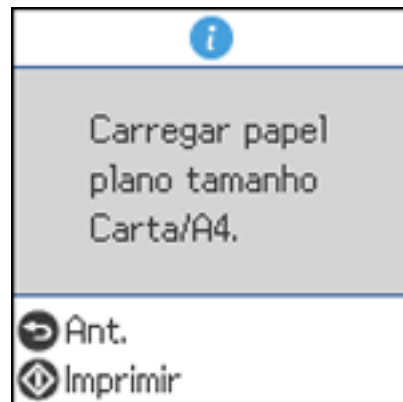 Carregar papel
plano tamanho
Carta/A4.
Ant.
Imprimir